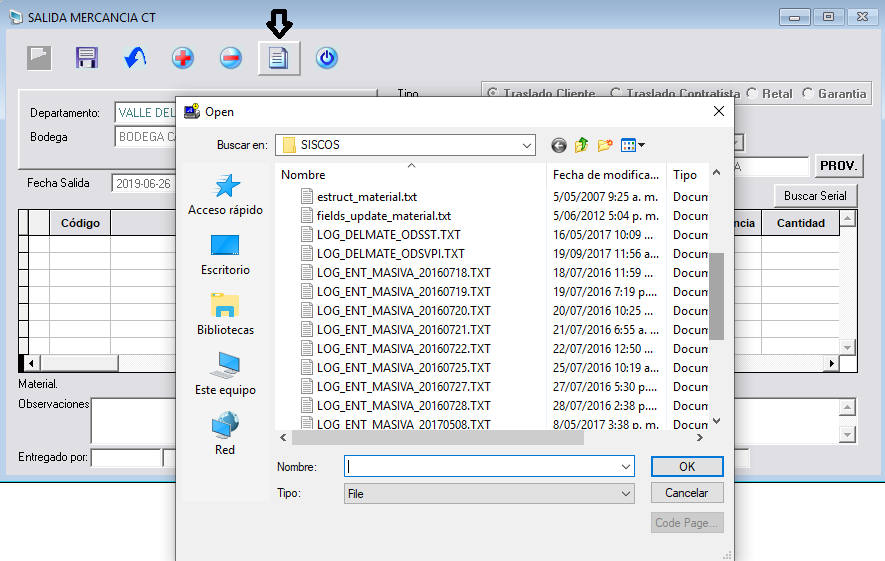 SALIDA MERCANCIA CT
Tipo
Traslado Cliente Traslado Contratista Retal Garantia
Departamento: VALLE DEL
Bodega BODEGA CA
PROV.
Fecha Salida 2019-06-26
Buscar Serial
Código Cantidad
Material.
Observaciones
Entregado por:
Open
Buscar en: SISCOS
Acceso rápido
Escritorio
Bibliotecas
Este equipo
Red
Nombre Fecha de modifica... Tipo
estruct_material.txt 5/05/2007 9:25 a. m. Docum
fields_update_material.txt 5/06/2012 5:04 p. m. Docum
LOG_DELMATE_ODSST.TXT 16/05/2017 10:09 ... Docum
LOG_DELMATE_ODSVPI.TXT 19/09/2017 11:56 a... Docum
LOG_ENT_MASIVA_20160718.TXT 18/07/2016 11:59 ... Docum
LOG_ENT_MASIVA_20160719.TXT 19/07/2016 7:19 p.... Docum
LOG_ENT_MASIVA_20160720.TXT 20/07/2016 10:25 ... Docum
LOG_ENT_MASIVA_20160721.TXT 21/07/2016 6:55 a. ... Docum
LOG_ENT_MASIVA_20160722.TXT 22/07/2016 12:50 ... Docum
LOG_ENT_MASIVA_20160725.TXT 25/07/2016 10:19 a... Docum
LOG_ENT_MASIVA_20160727.TXT 27/07/2016 5:30 p.... Docum
LOG_ENT_MASIVA_20160728.TXT 28/07/2016 2:38 p.... Docum
LOG_ENT_MASIVA_20170508.TXT 8/05/2017 3:38 p. m. Docum
Nombre: OK
Tipo: File Cancelar
Code Page...